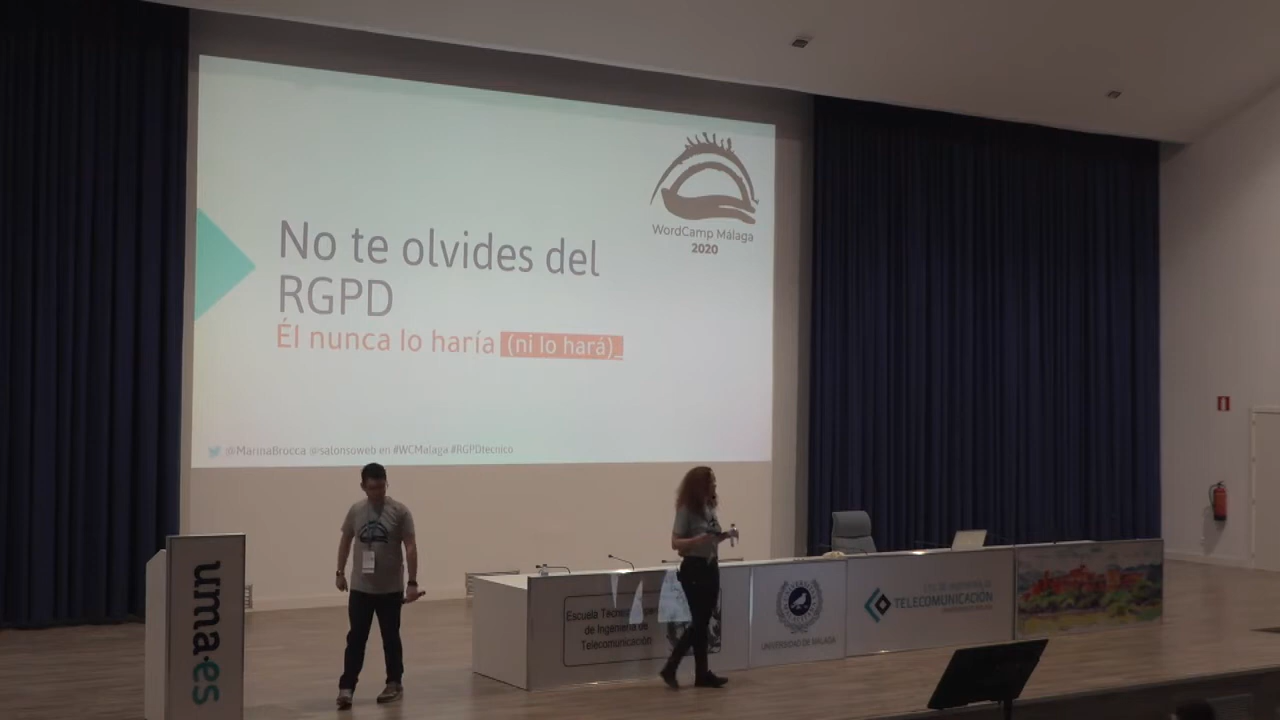 WordCamp Málaga
2020
No te olvides del
RGPD
Él nunca lo haría (ni lo hará)_
@MarinaBrocca @salonsoweb en #WCMalaga #RGPDtecnico
uma.es
Escuela Técnica
de Ingeniería de
Telecomunicación
UNIVERSIDAD DE MÁLAGA
TELECOMUNICACIÓN